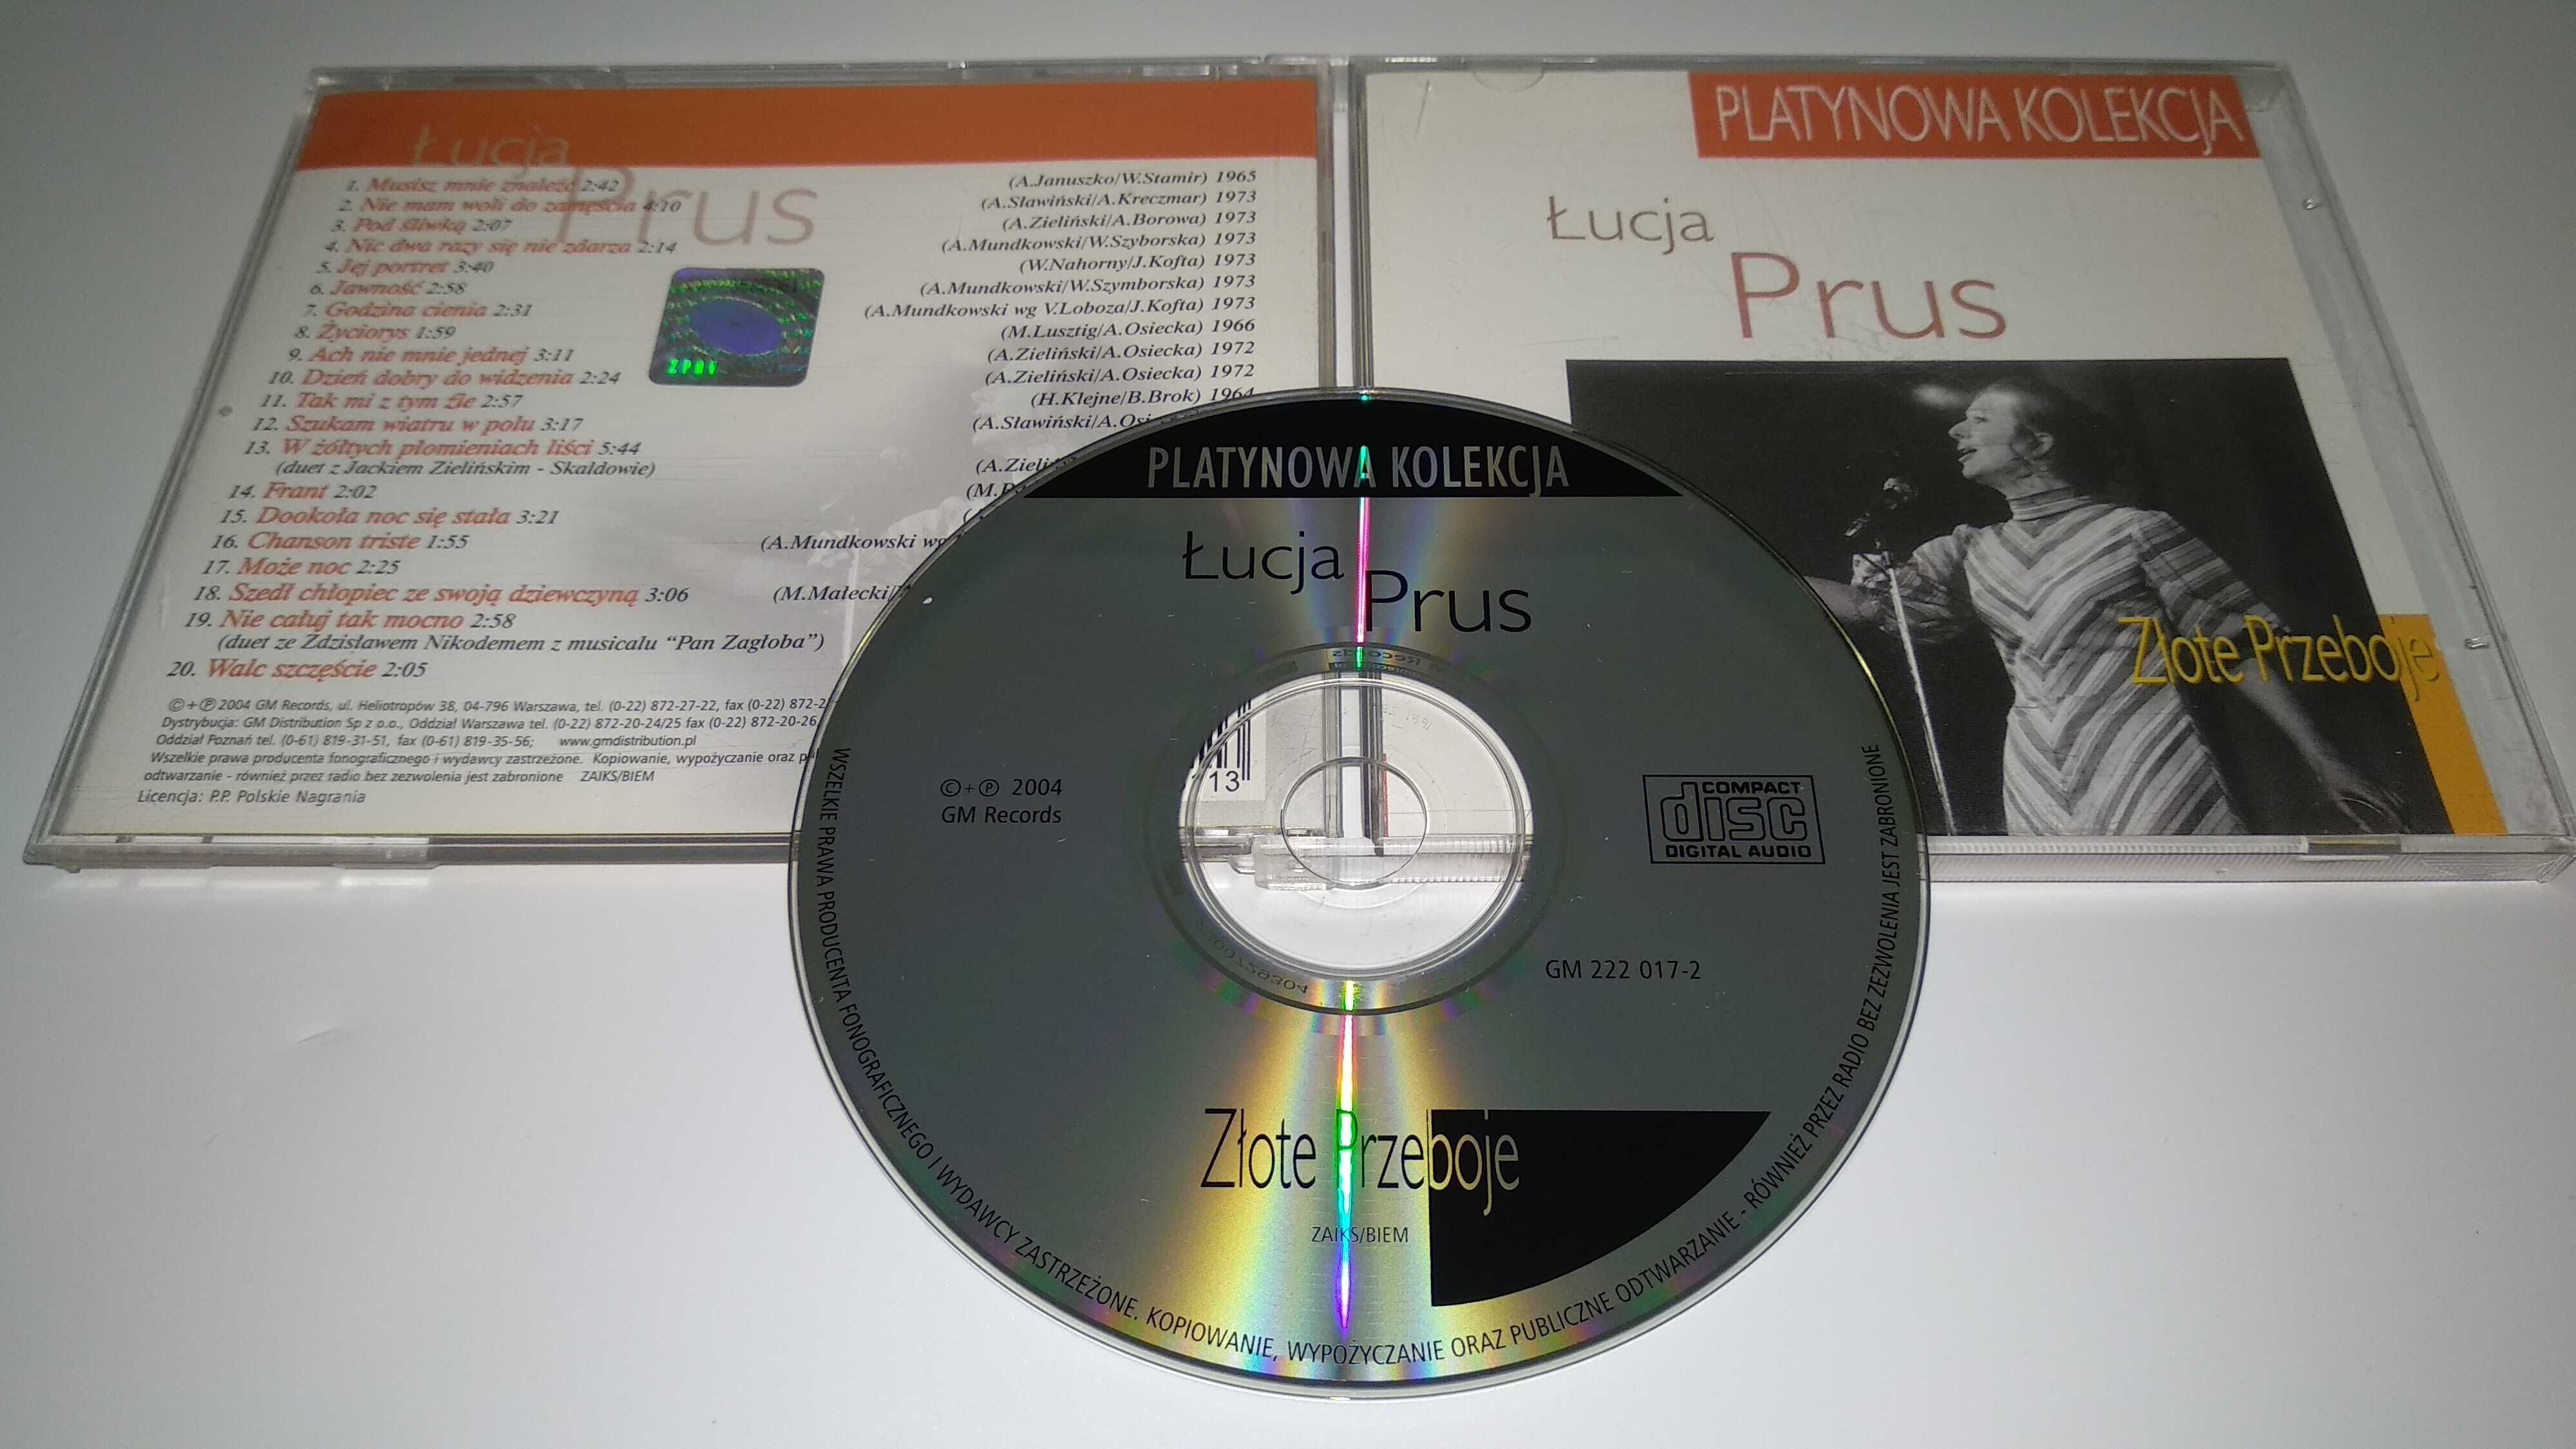 Łucja
Prus
1. Musisz mnie znaleźć 2:42 (A.Januszko/W.Stamir) 1965
2. Nie mam woli do zamęścia 4:10 (A.Sławiński/A.Kreczmar) 1973
3. Pod śliwką 2:07 (A.Zieliński/A.Borowa) 1973
4. Nic dwa razy się nie zdarza 2:14 (A.Mundkowski/W.Szyborska) 1973
5. Jej portret 3:40 (W.Nahorny/J.Kofta) 1973
6. Jawność 2:58 (A.Mundkowski/W.Szymborska) 1973
7. Godzina cienia 2:31 (A.Mundkowski wg V.Loboza/J.Kofta) 1973
8. Życiorys 1:59 (M.Lusztig/A.Osiecka) 1966
9. Ach nie mnie jednej 3:11 (A.Zieliński/A.Osiecka) 1972
10. Dzień dobry do widzenia 2:24 (A.Zieliński/A.Osiecka) 1972
11. Tak mi z tym źle 2:57 (H.Klejne/B.Brok) 1964
12. Szukam wiatru w polu 3:17 (A.Sławiński/A.
13. W żółtych płomieniach liści 5:44
(duet z Jackiem Zielińskim - Skaldowie)
14. Frant 2:02
15. Dookoła noc się stała 3:21
16. Chanson triste 1:55 (A.Mundkowski wg
17. Może noc 2:25
18. Szedł chłopiec ze swoją dziewczyną 3:06 (M.Małecki/
19. Nie całuj tak mocno 2:58
(duet ze Zdzisławem Nikodemem z musicalu "Pan Zagłoba")
20. Walc szczęście 2:05
©+℗ 2004 GM Records, ul. Heliotropów 38, 04-796 Warszawa, tel. (0-22) 872-27-22, fax (0-22) 872-2
Dystrybucja: GM Distribution Sp z o.o., Oddział Warszawa tel. (0-22) 872-20-24/25 fax (0-22) 872-20-26
Oddział Poznań tel. (0-61) 819-31-51, fax (0-61) 819-35-56; www.gmdistribution.pl
Wszelkie prawa producenta fonograficznego i wydawcy zastrzeżone. Kopiowanie, wypożyczanie oraz
odtwarzanie - również przez radio bez zezwolenia jest zabronione ZAIKS/BIEM
Licencja: P.P. Polskie Nagrania
ZPAV
PLATYNOWA KOLEKCJA
Łucja
Prus
Złote Przeboje
PLATYNOWA KOLEKCJA
Łucja
Prus
13
©+℗ 2004
GM Records
COMPACT
disc
DIGITAL AUDIO
GM 222 017-2
Złote Przeboje
ZAIKS/BIEM
WSZELKIE PRAWA PRODUCENTA FONOGRAFICZNEGO I WYDAWCY ZASTRZEŻONE. KOPIOWANIE, WYPOŻYCZANIE ORAZ PUBLICZNE ODTWARZANIE - RÓWNIEŻ PRZEZ RADIO BEZ ZEZWOLENIA JEST ZABRONIONE